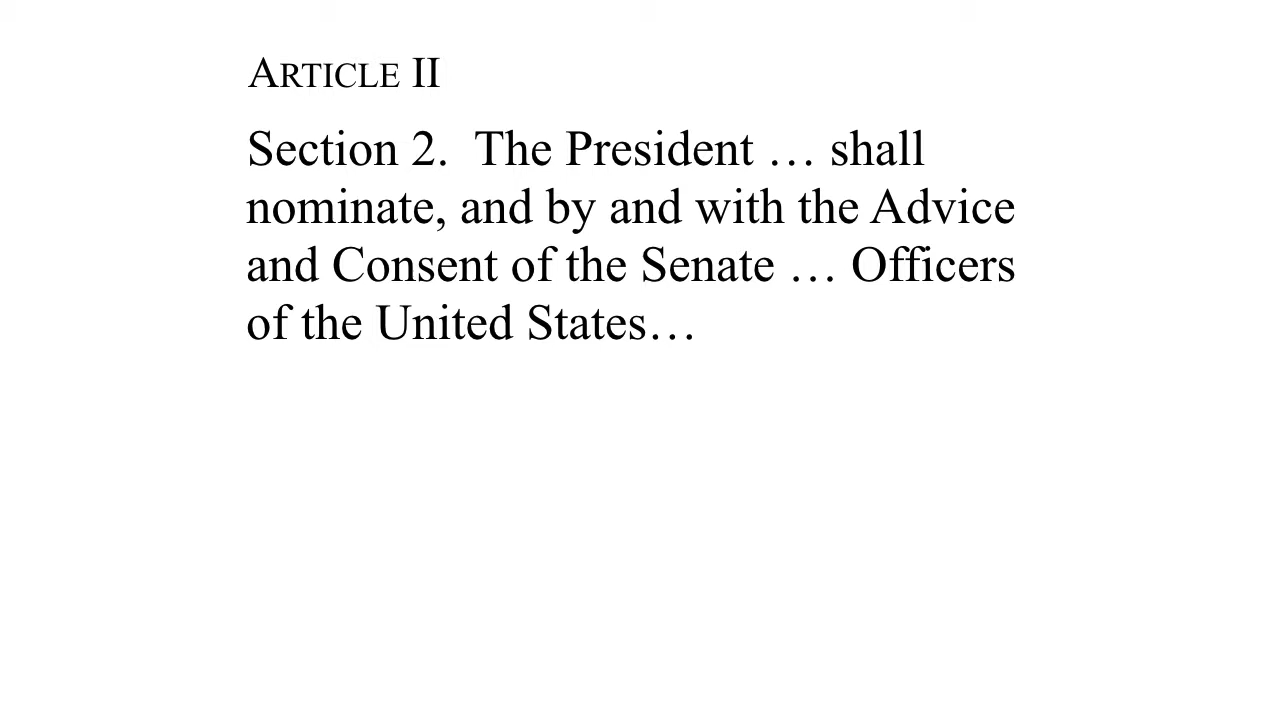 ARTICLE II
Section 2.  The President … shall
nominate, and by and with the Advice
and Consent of the Senate … Officers
of the United States…